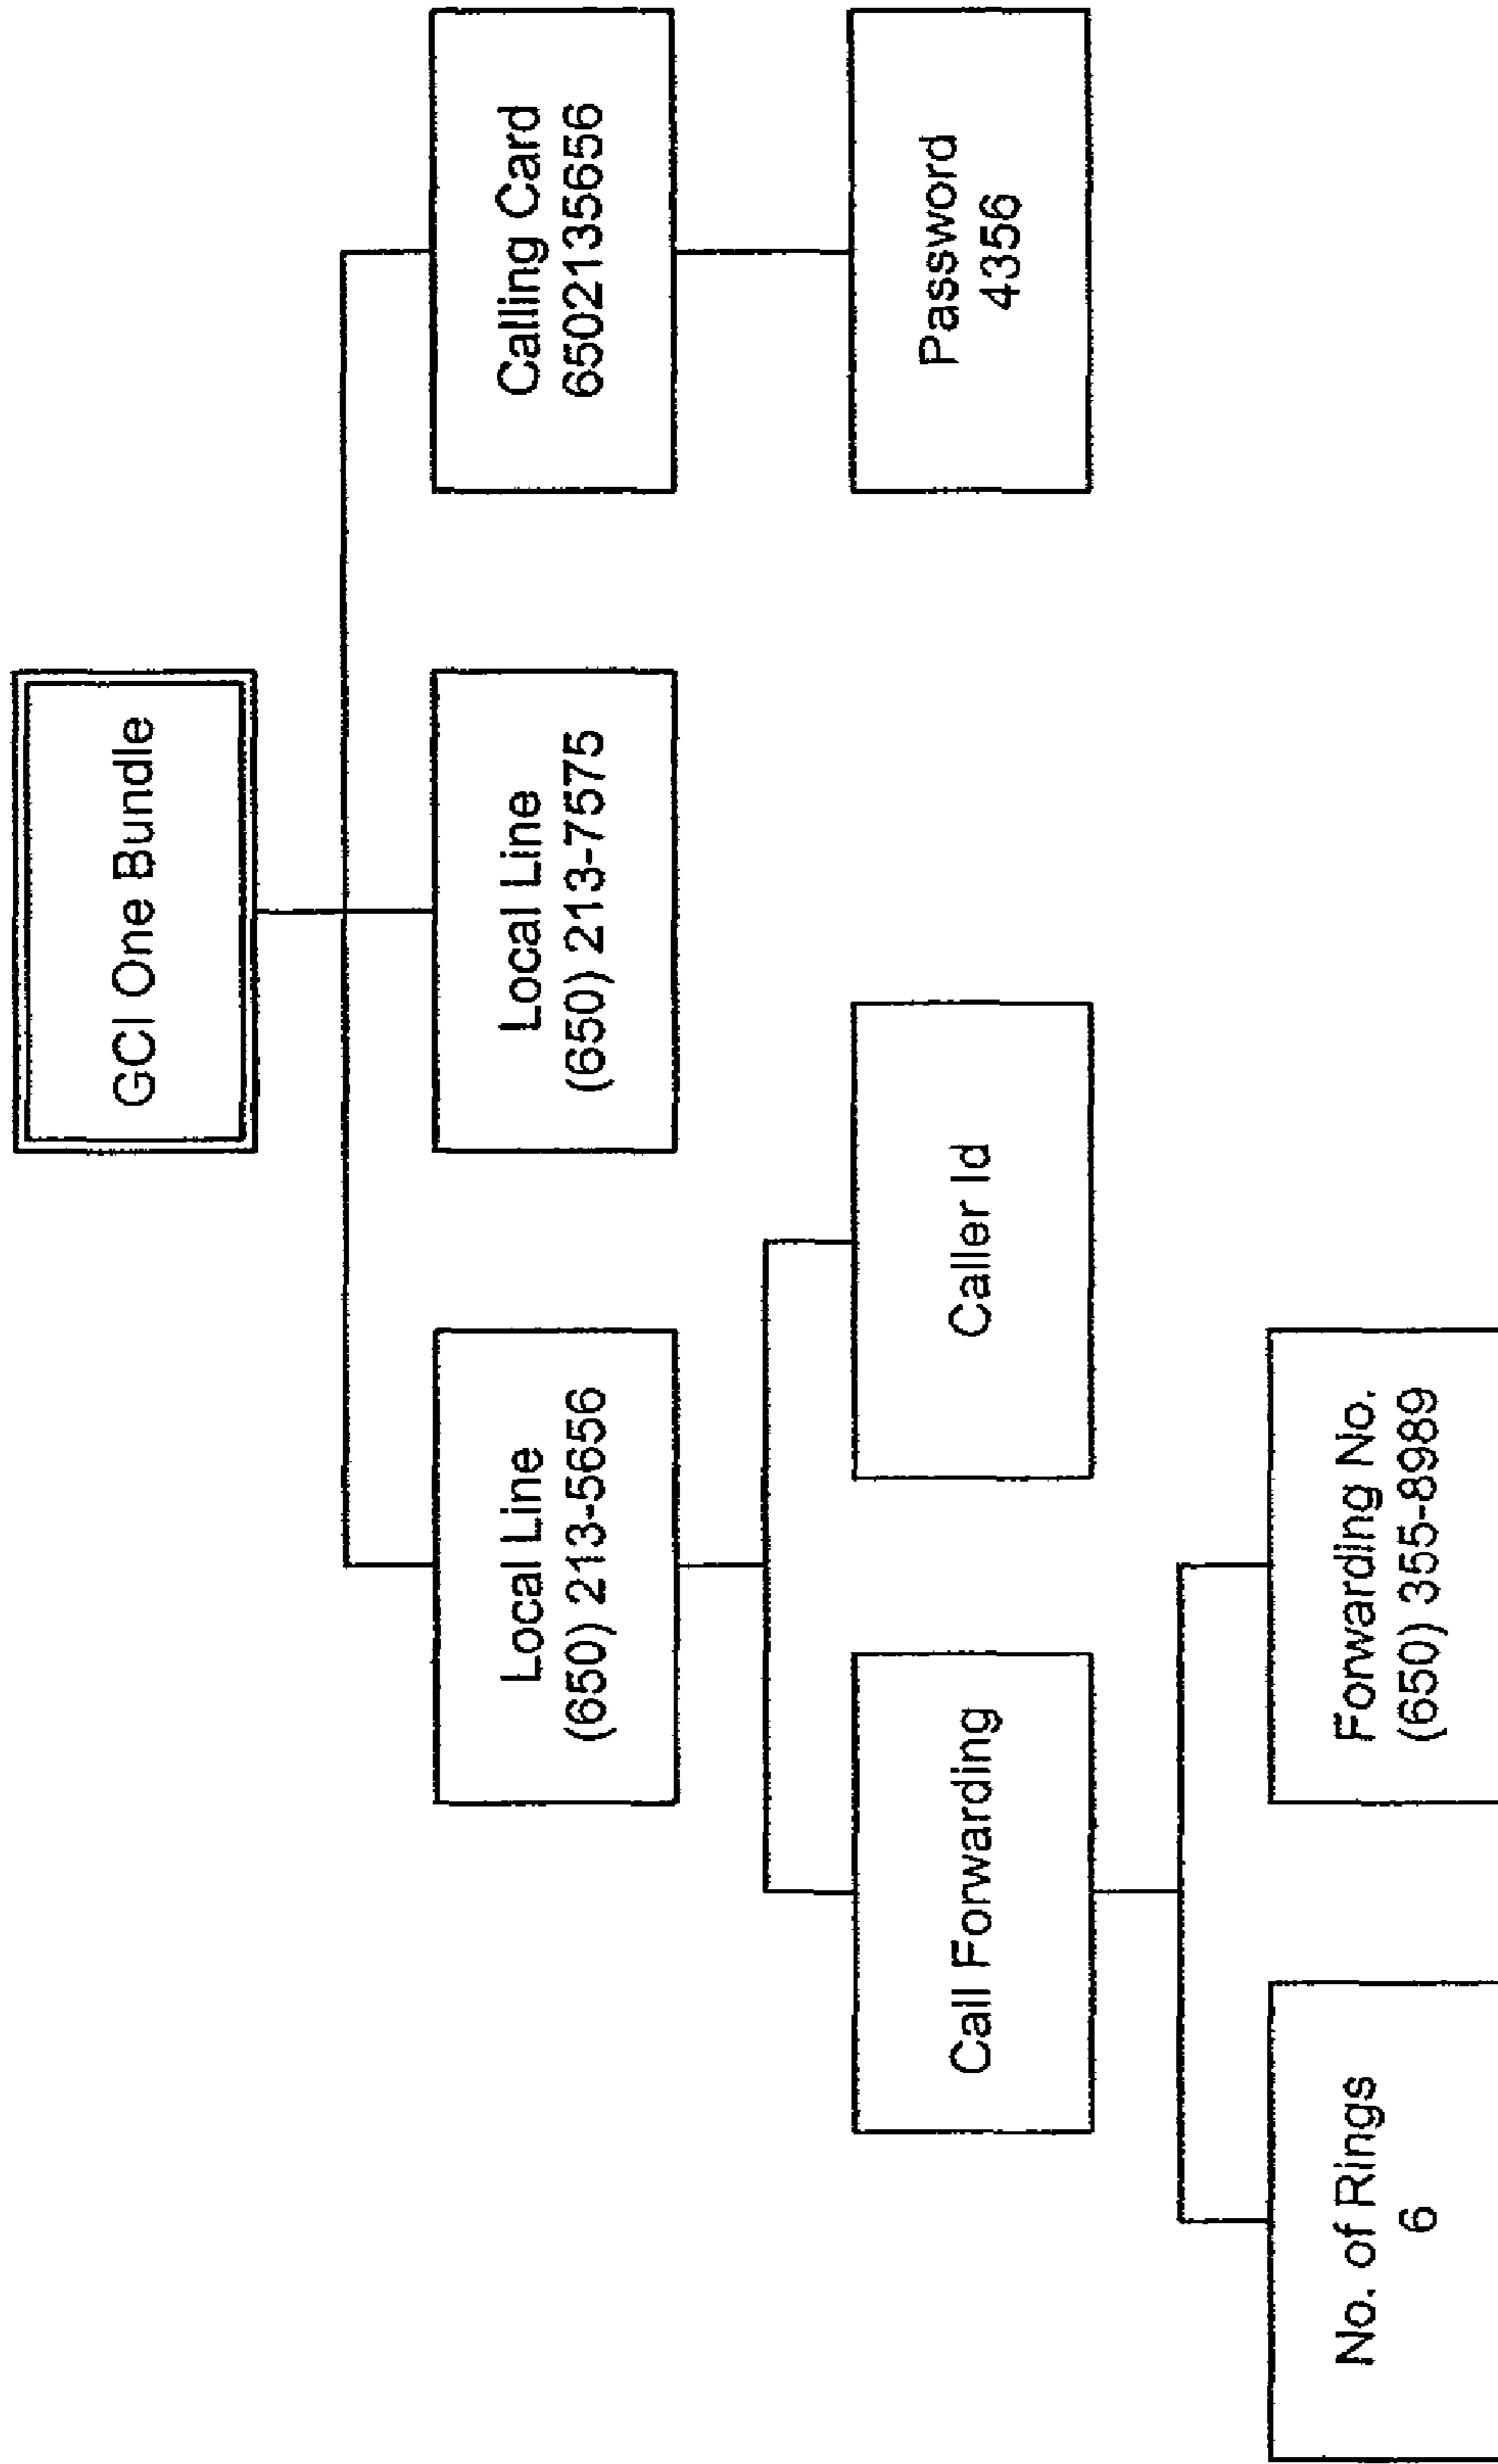 GCI One Bundle
Local Line
(650) 213-5656
Local Line
(650) 213-7575
Calling Card
6502135656
Call Forwarding
Caller Id
Password
4356
No. of Rings
6
Forwarding No.
(650) 355-8989